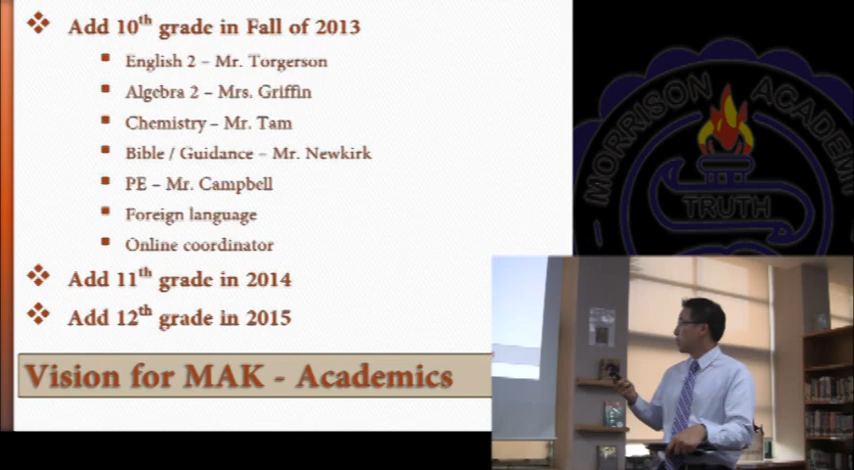 Add 10th grade in Fall of 2013
English 2 – Mr. Torgerson
Algebra 2 – Mrs. Griffin
Chemistry – Mr. Tam
Bible / Guidance – Mr. Newkirk
PE – Mr. Campbell
Foreign language
Online coordinator
Add 11th grade in 2014
Add 12th grade in 2015
Vision for MAK - Academics
MORRISON ACADEMY
TRUTH